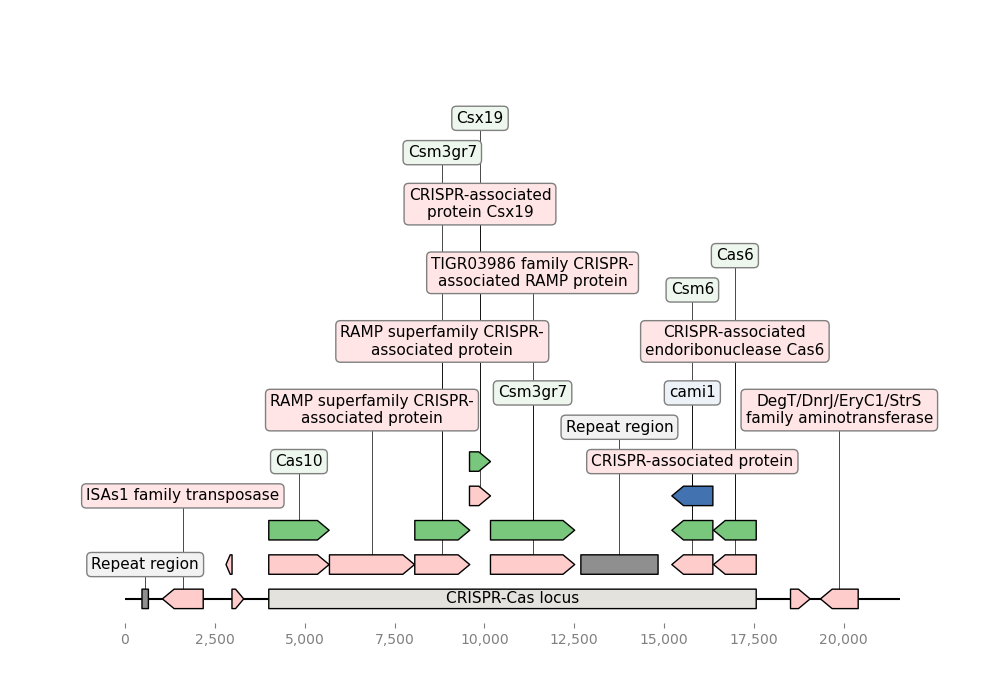 Csx19
Csm3gr7
CRISPR-associated
protein Csx19
Cas6
TIGR03986 family CRISPR-
associated RAMP protein
Csm6
RAMP superfamily CRISPR-
associated protein
CRISPR-associated
endoribonuclease Cas6
Csm3gr7
cami1
RAMP superfamily CRISPR-
associated protein
DegT/DnrJ/EryC1/StrS
family aminotransferase
Repeat region
Cas10
CRISPR-associated protein
ISAs1 family transposase
Repeat region
CRISPR-Cas locus
0
2,500
5,000
7,500
10,000
12,500
15,000
17,500
20,000